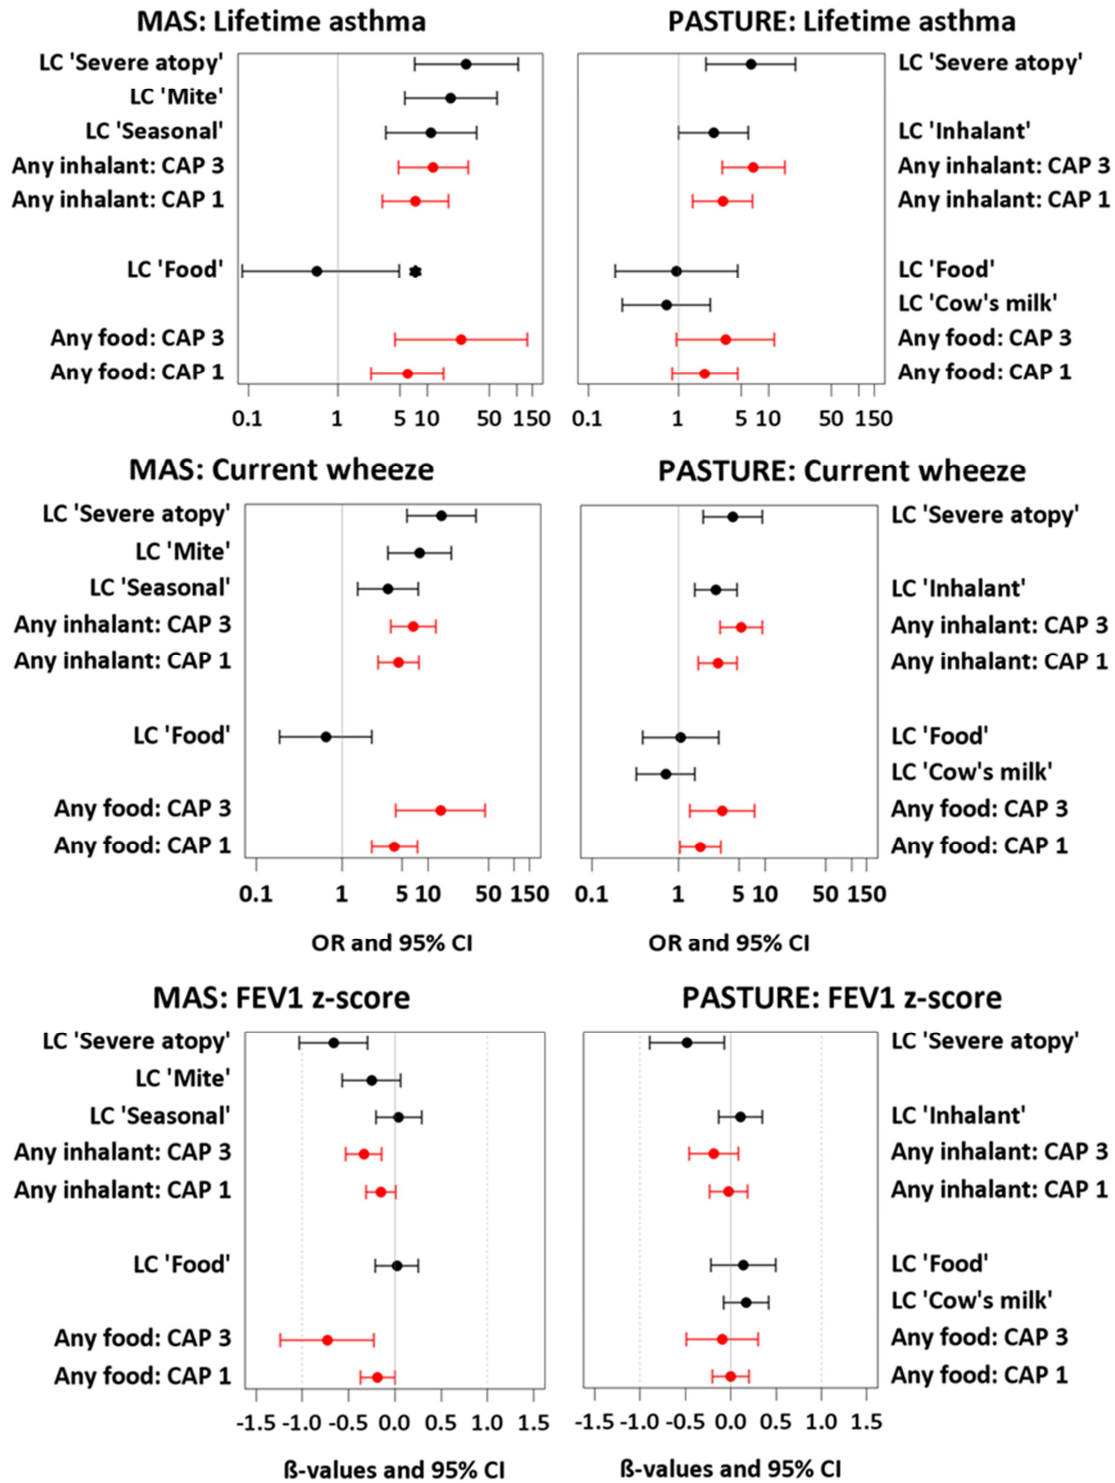 MAS: Lifetime asthma
LC 'Severe atopy'
LC 'Mite'
LC 'Seasonal'
Any inhalant: CAP 3
Any inhalant: CAP 1
LC 'Food'
Any food: CAP 3
Any food: CAP 1
0.1 1 5 10 50 150
PASTURE: Lifetime asthma
LC 'Severe atopy'
LC 'Inhalant'
Any inhalant: CAP 3
Any inhalant: CAP 1
LC 'Food'
LC 'Cow's milk'
Any food: CAP 3
Any food: CAP 1
0.1 1 5 10 50 150
MAS: Current wheeze
LC 'Severe atopy'
LC 'Mite'
LC 'Seasonal'
Any inhalant: CAP 3
Any inhalant: CAP 1
LC 'Food'
Any food: CAP 3
Any food: CAP 1
0.1 1 5 10 50 150
OR and 95% CI
PASTURE: Current wheeze
LC 'Severe atopy'
LC 'Inhalant'
Any inhalant: CAP 3
Any inhalant: CAP 1
LC 'Food'
LC 'Cow's milk'
Any food: CAP 3
Any food: CAP 1
0.1 1 5 10 50 150
OR and 95% CI
MAS: FEV1 z-score
LC 'Severe atopy'
LC 'Mite'
LC 'Seasonal'
Any inhalant: CAP 3
Any inhalant: CAP 1
LC 'Food'
Any food: CAP 3
Any food: CAP 1
-1.5 -1.0 -0.5 0.0 0.5 1.0 1.5
ß-values and 95% CI
PASTURE: FEV1 z-score
LC 'Severe atopy'
LC 'Inhalant'
Any inhalant: CAP 3
Any inhalant: CAP 1
LC 'Food'
LC 'Cow's milk'
Any food: CAP 3
Any food: CAP 1
-1.5 -1.0 -0.5 0.0 0.5 1.0 1.5
ß-values and 95% CI